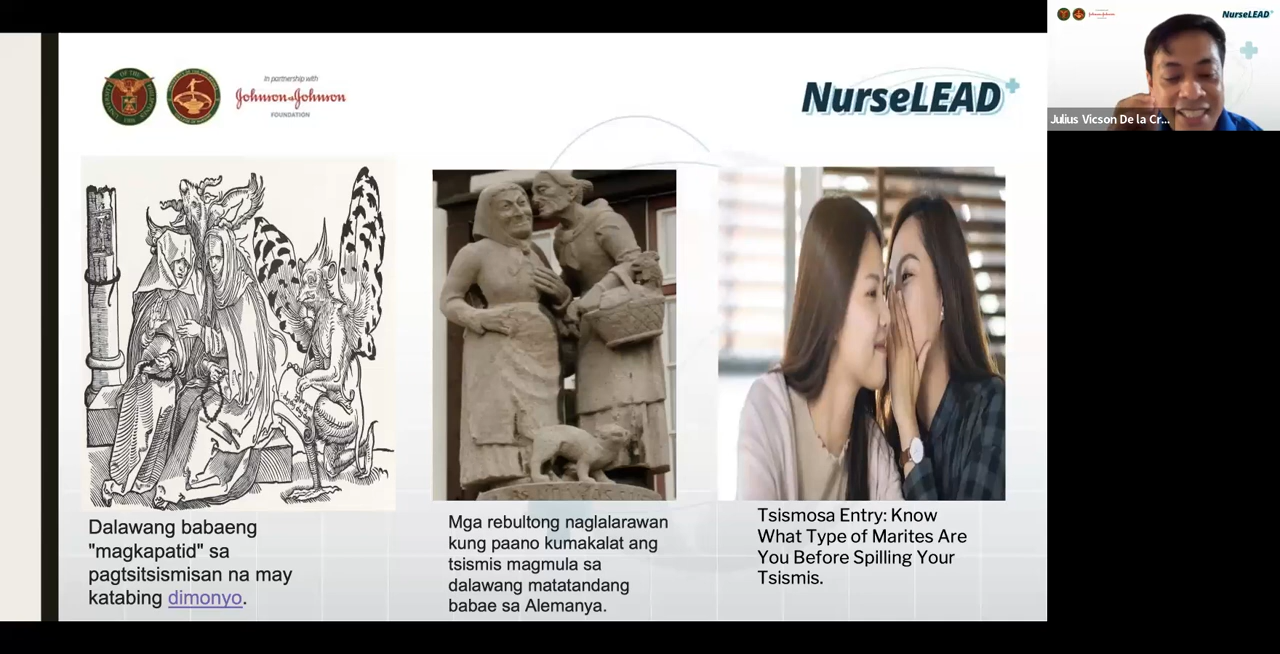 In partnership with
Johnson & Johnson
FOUNDATION
NurseLEAD
NurseLEAD
Julius Vicson De la Cr...
Dalawang babaeng
"magkapatid" sa
pagtsitsismisan na may
katabing dimonyo.
Mga rebultong naglalarawan
kung paano kumakalat ang
tsismis magmula sa
dalawang matatandang
babae sa Alemanya.
Tsismosa Entry: Know
What Type of Marites Are
You Before Spilling Your
Tsismis.